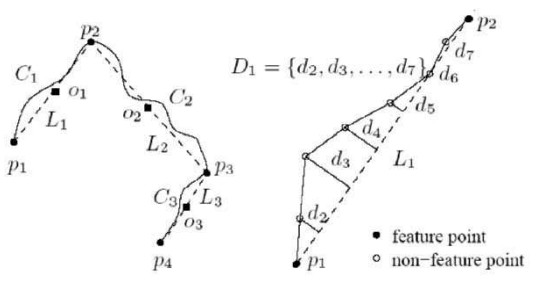 p2
C1
o1
L1
p1
o2
C2
L2
p3
C3
L3
o3
p4
D1 = {d2, d3, . . . , d7}
p2
d7
d6
d5
d4
d3
L1
d2
p1
feature point
non-feature point